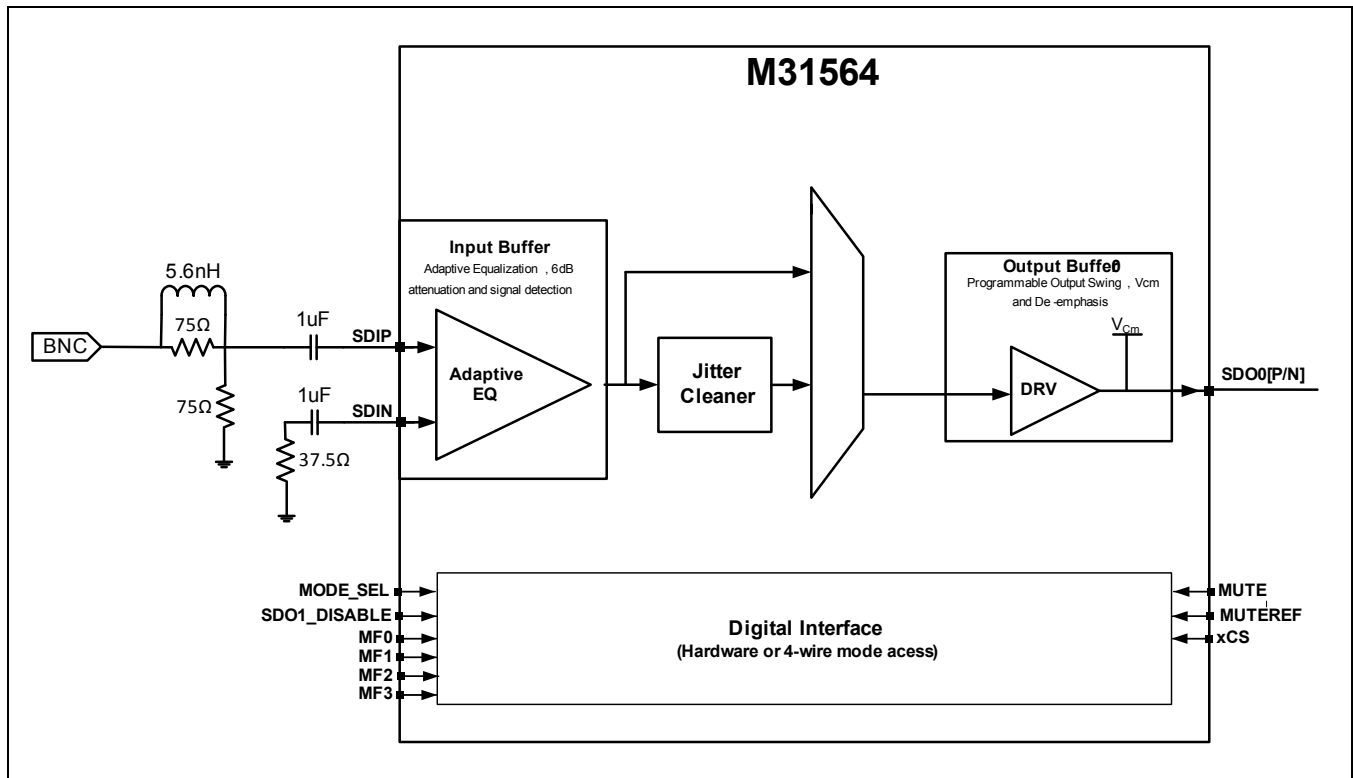 M31564
Input Buffer
Adaptive Equalization , 6dB
attenuation and signal detection
5.6nH
75Ω
1uF
SDIP
BNC
Adaptive
EQ
75Ω
1uF
SDIN
37.5Ω
Jitter
Cleaner
Output Buffer0
Programmable Output Swing , Vcm
and De -emphasis
VCm
DRV
SDO0[P/N]
MODE_SEL
SDO1_DISABLE
MF0
MF1
MF2
MF3
Digital Interface
(Hardware or 4-wire mode acess)
MUTE
MUTEREF
xCS